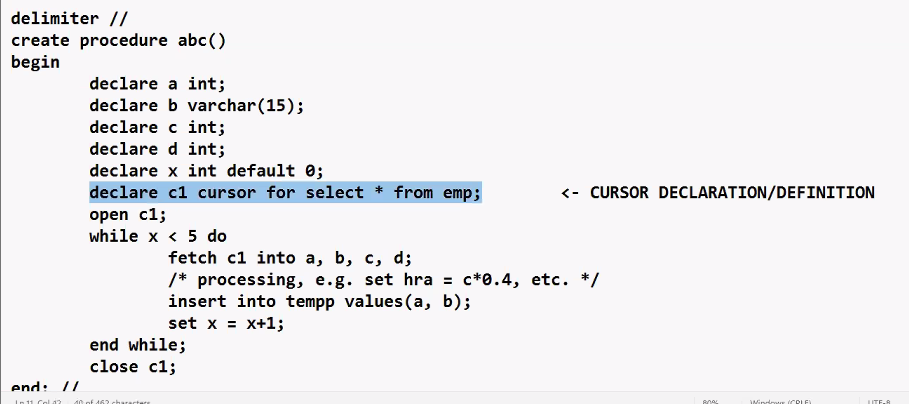 delimiter //
create procedure abc()
begin
declare a int;
declare b varchar(15);
declare c int;
declare d int;
declare x int default 0;
declare c1 cursor for select * from emp; <- CURSOR DECLARATION/DEFINITION
open c1;
while x < 5 do
fetch c1 into a, b, c, d;
/* processing, e.g. set hra = c*0.4, etc. */
insert into tempp values(a, b);
set x = x+1;
end while;
close c1;
end; //
Ln 11, Col 42 40 of 462 characters 80% Windows (CRLF) UTF-8